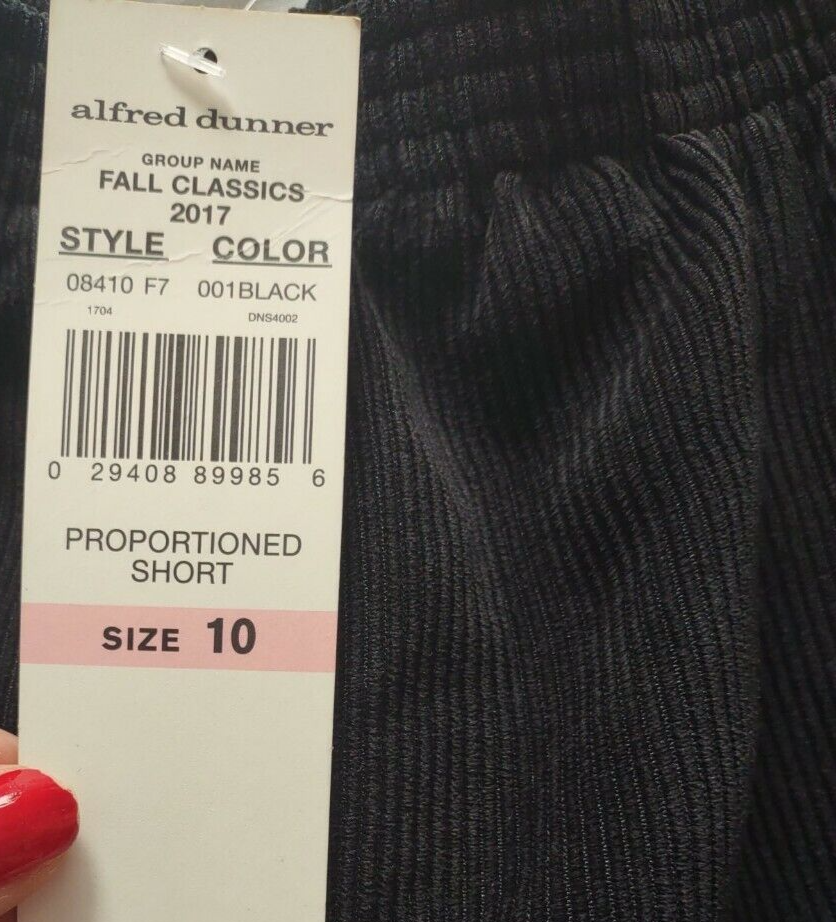 alfred dunner
GROUP NAME
FALL CLASSICS
2017
STYLE COLOR
08410 F7 001BLACK
1704 DNS4002
0 29408 89985 6
PROPORTIONED
SHORT
SIZE 10